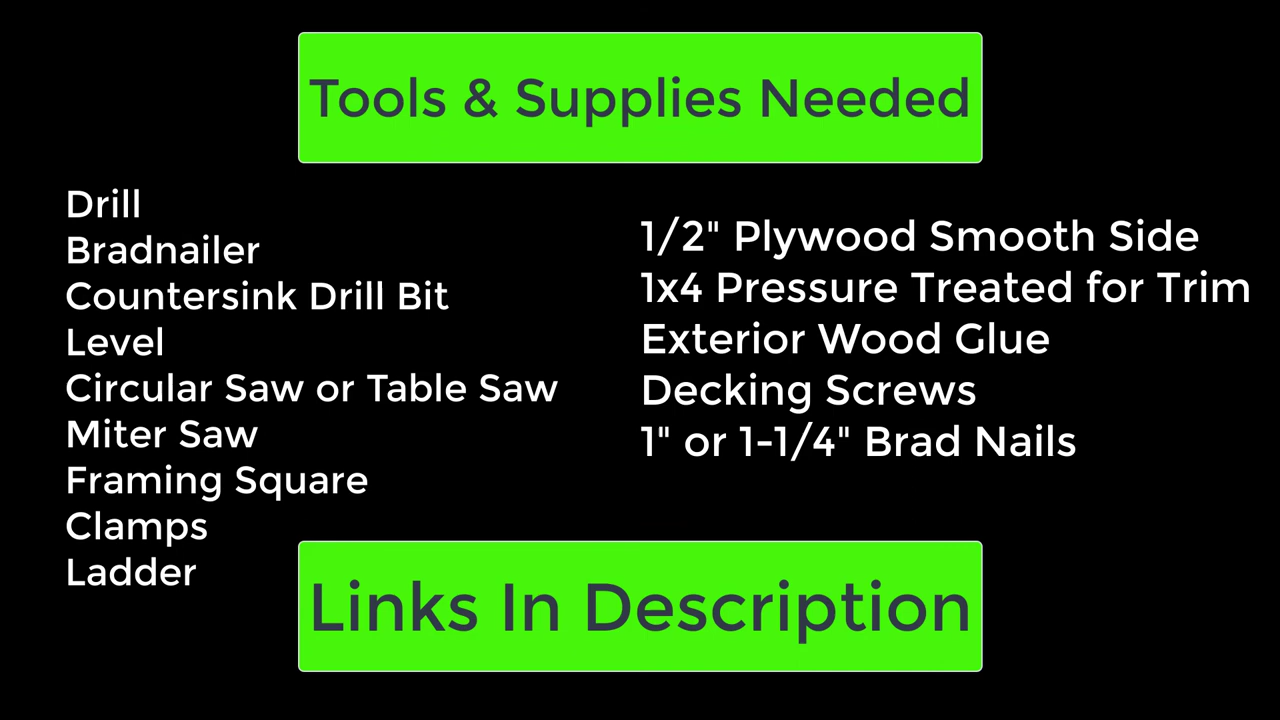 Tools & Supplies Needed
Drill
Bradnailer
Countersink Drill Bit
Level
Circular Saw or Table Saw
Miter Saw
Framing Square
Clamps
Ladder
1/2" Plywood Smooth Side
1x4 Pressure Treated for Trim
Exterior Wood Glue
Decking Screws
1" or 1-1/4" Brad Nails
Links In Description